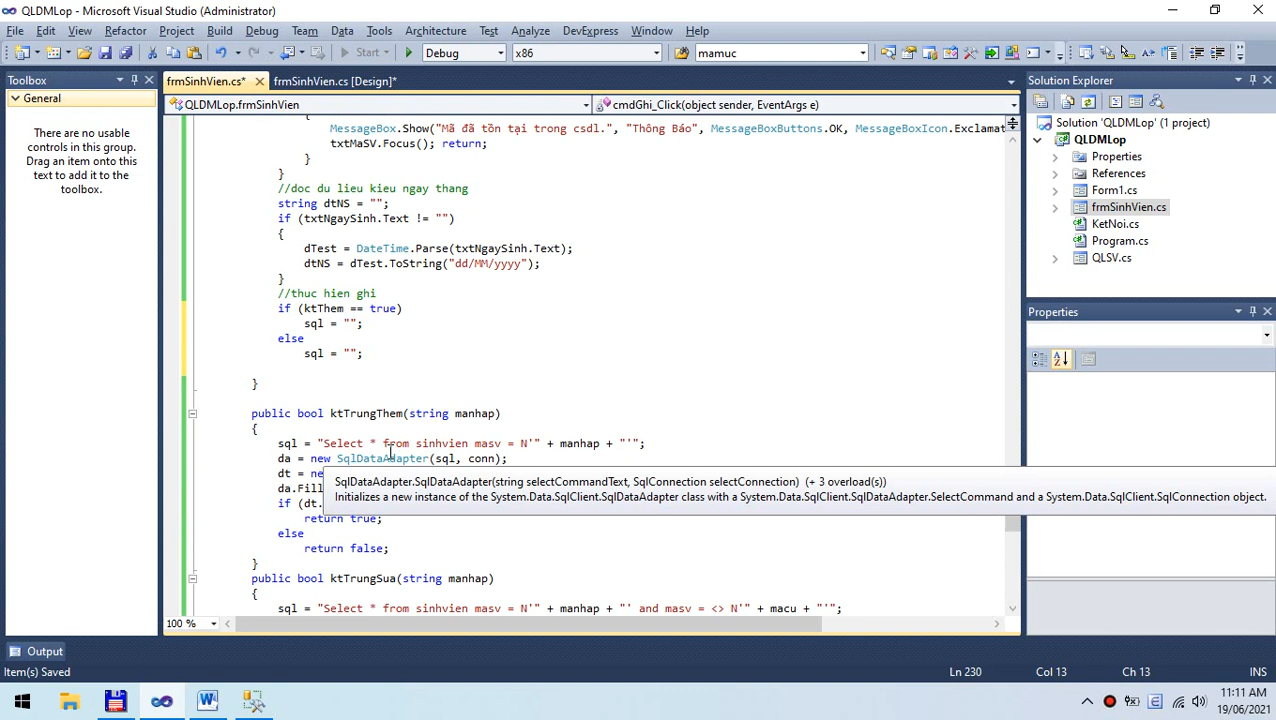 QLDMLop - Microsoft Visual Studio (Administrator)
File Edit View Refactor Project Build Debug Team Data Tools Architecture Test Analyze DevExpress Window Help
Start Debug x86 mamuc
Toolbox
General
There are no usable
controls in this group.
Drag an item onto this
text to add it to the
toolbox.
frmSinhVien.cs* frmSinhVien.cs [Design]*
QLDMLop.frmSinhVien cmdGhi_Click(object sender, EventArgs e)
{
MessageBox.Show("Mã đã tồn tại trong csdl.", "Thông Báo", MessageBoxButtons.OK, MessageBoxIcon.Exclamat
txtMaSV.Focus(); return;
}
}
//doc du lieu kieu ngay thang
string dtNS = "";
if (txtNgaySinh.Text != "")
{
dTest = DateTime.Parse(txtNgaySinh.Text);
dtNS = dTest.ToString("dd/MM/yyyy");
}
//thuc hien ghi
if (ktThem == true)
sql = "";
else
sql = "";
}
public bool ktTrungThem(string manhap)
{
sql = "Select * from sinhvien masv = N'" + manhap + "'";
da = new SqlDataAdapter(sql, conn);
dt = ne
SqlDataAdapter.SqlDataAdapter(string selectCommandText, SqlConnection selectConnection) (+ 3 overload(s))
Initializes a new instance of the System.Data.SqlClient.SqlDataAdapter class with a System.Data.SqlClient.SqlDataAdapter.SelectCommand and a System.Data.SqlClient.SqlConnection object.
da.Fill
if (dt.
return true;
else
return false;
}
public bool ktTrungSua(string manhap)
{
sql = "Select * from sinhvien masv = N'" + manhap + "' and masv = <> N'" + macu + "'";
100 %
Solution Explorer
Solution 'QLDMLop' (1 project)
QLDMLop
Properties
References
Form1.cs
frmSinhVien.cs
KetNoi.cs
Program.cs
QLSV.cs
Properties
Output
Item(s) Saved Ln 230 Col 13 Ch 13 INS
11:11 AM
19/06/2021